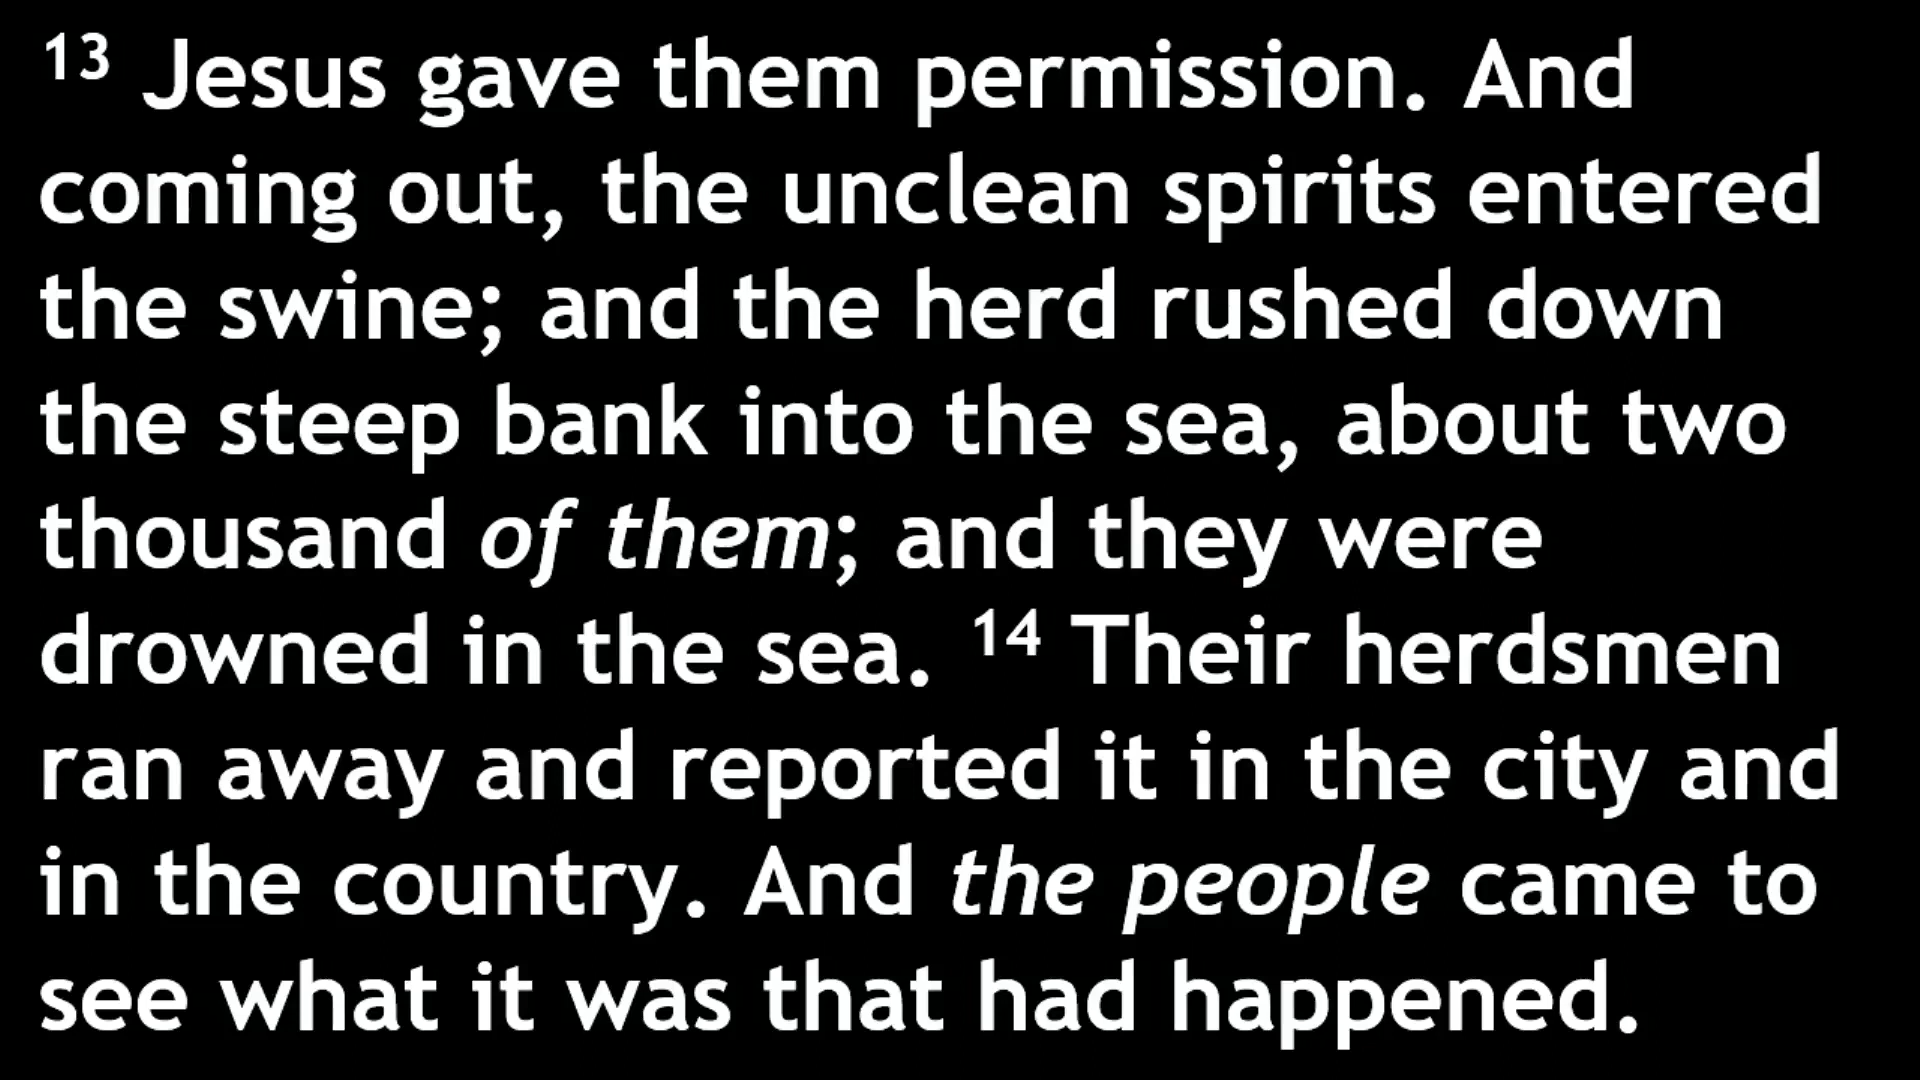 13 Jesus gave them permission. And
coming out, the unclean spirits entered
the swine; and the herd rushed down
the steep bank into the sea, about two
thousand of them; and they were
drowned in the sea. 14 Their herdsmen
ran away and reported it in the city and
in the country. And the people came to
see what it was that had happened.